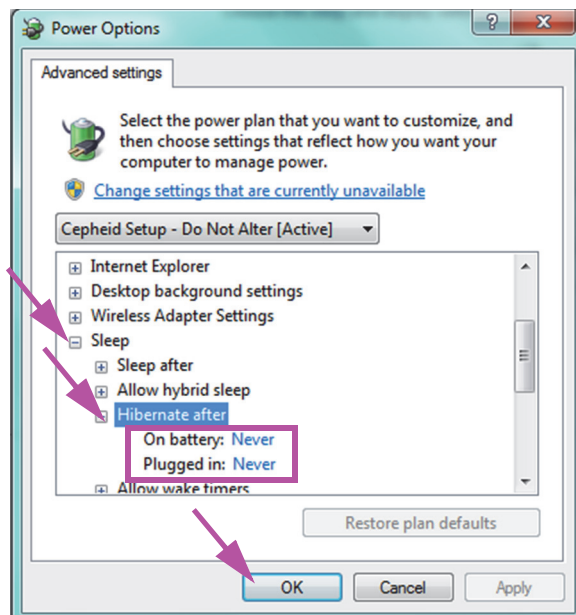 Power Options
Advanced settings
Select the power plan that you want to customize, and
then choose settings that reflect how you want your
computer to manage power.
Change settings that are currently unavailable
Cepheid Setup - Do Not Alter [Active]
Internet Explorer
Desktop background settings
Wireless Adapter Settings
Sleep
Sleep after
Allow hybrid sleep
Hibernate after
On battery: Never
Plugged in: Never
Allow wake timers
Restore plan defaults
OK Cancel Apply